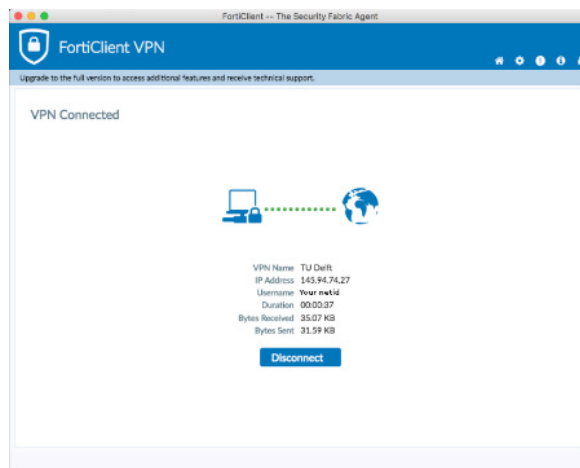 FortiClient -- The Security Fabric Agent
FortiClient VPN
Upgrade to the full version to access additional features and receive technical support.
VPN Connected
VPN Name TU Delft
IP Address 145.94.74.27
Username Your netid
Duration 00:00:37
Bytes Received 35.07 KB
Bytes Sent 31.59 KB
Disconnect